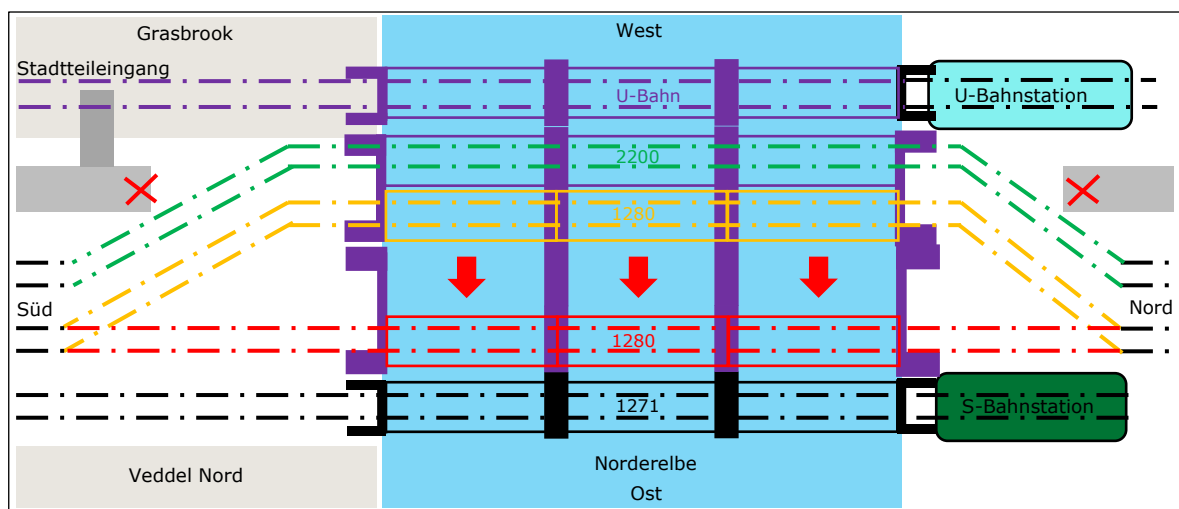 Grasbrook
West
Stadtteileingang
U-Bahn
U-Bahnstation
2200
1280
Süd
Nord
1280
1271
S-Bahnstation
Veddel Nord
Norderelbe
Ost